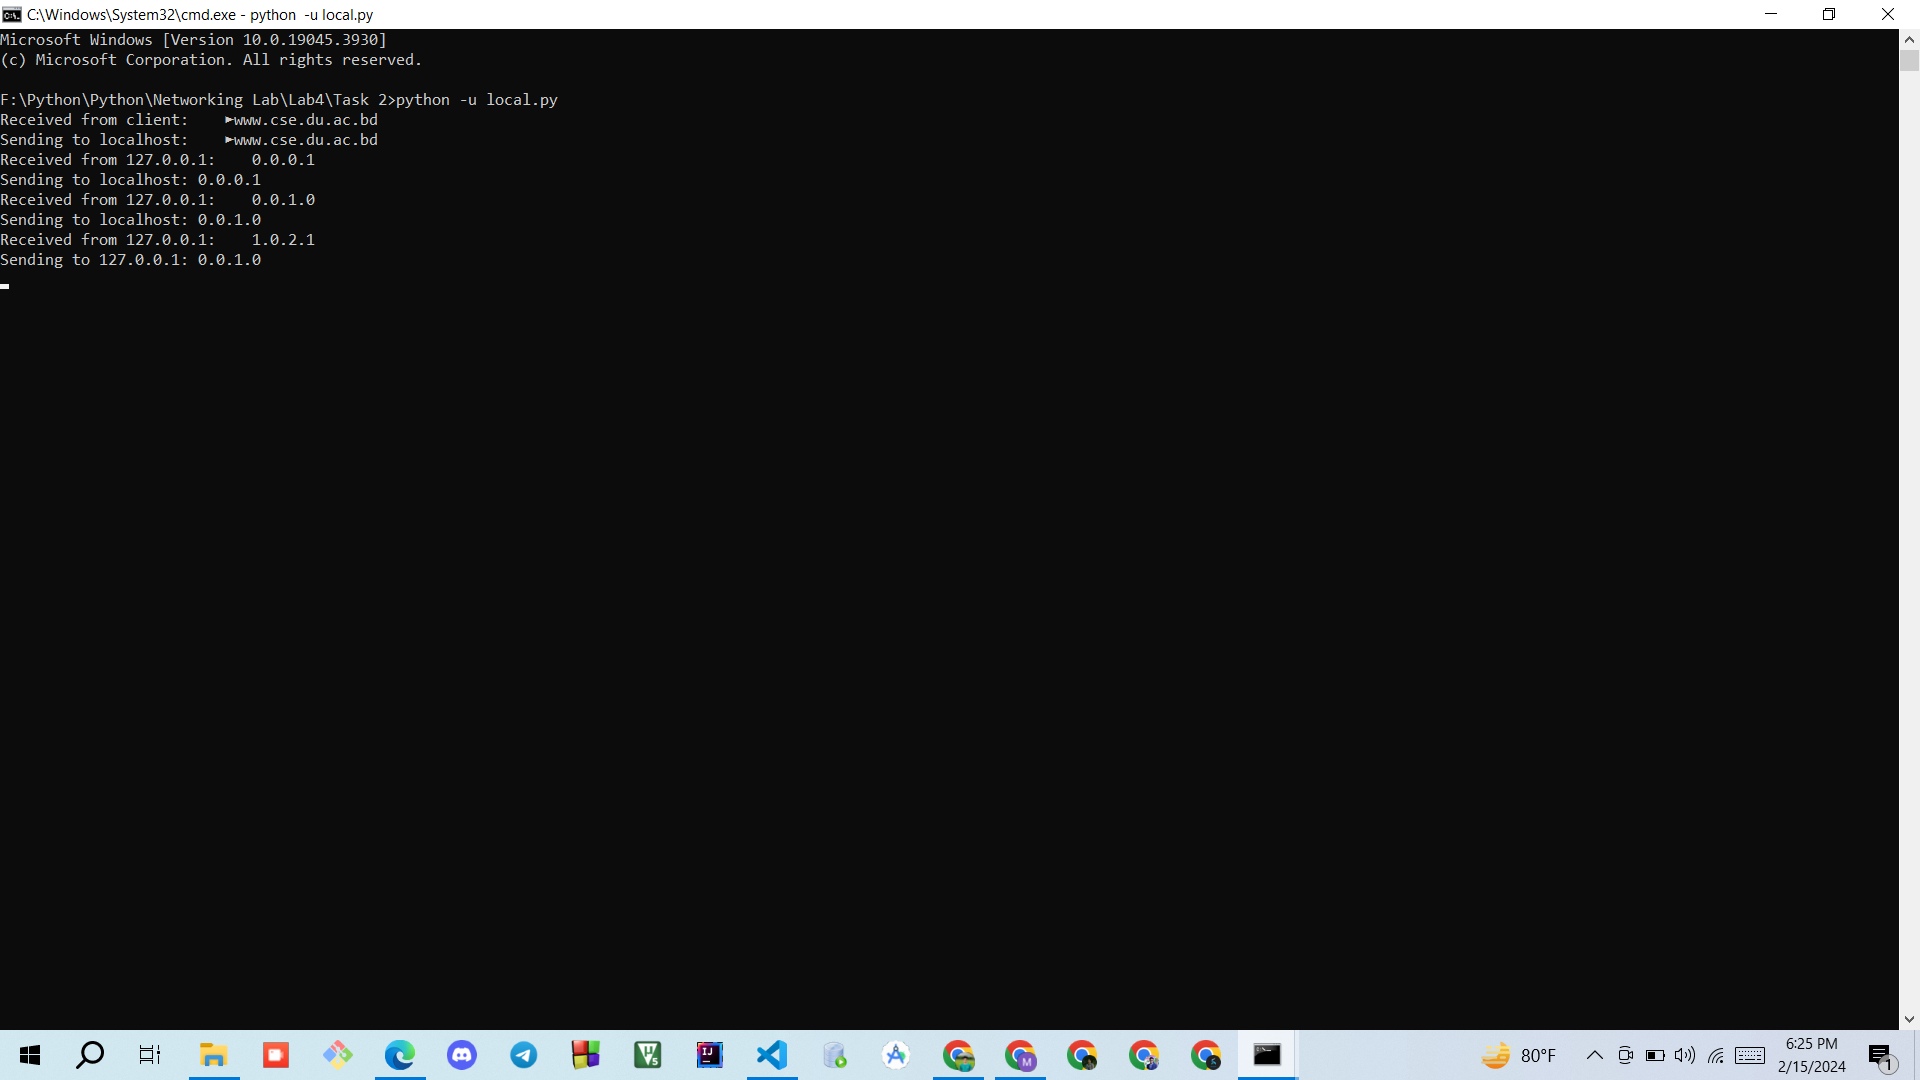 C:\Windows\System32\cmd.exe - python  -u local.py
Microsoft Windows [Version 10.0.19045.3930]
(c) Microsoft Corporation. All rights reserved.
F:\Python\Python\Networking Lab\Lab4\Task 2>python -u local.py
Received from client:    ►www.cse.du.ac.bd
Sending to localhost:    ►www.cse.du.ac.bd
Received from 127.0.0.1:    0.0.0.1
Sending to localhost: 0.0.0.1
Received from 127.0.0.1:    0.0.1.0
Sending to localhost: 0.0.1.0
Received from 127.0.0.1:    1.0.2.1
Sending to 127.0.0.1: 0.0.1.0
80°F
6:25 PM
2/15/2024
1